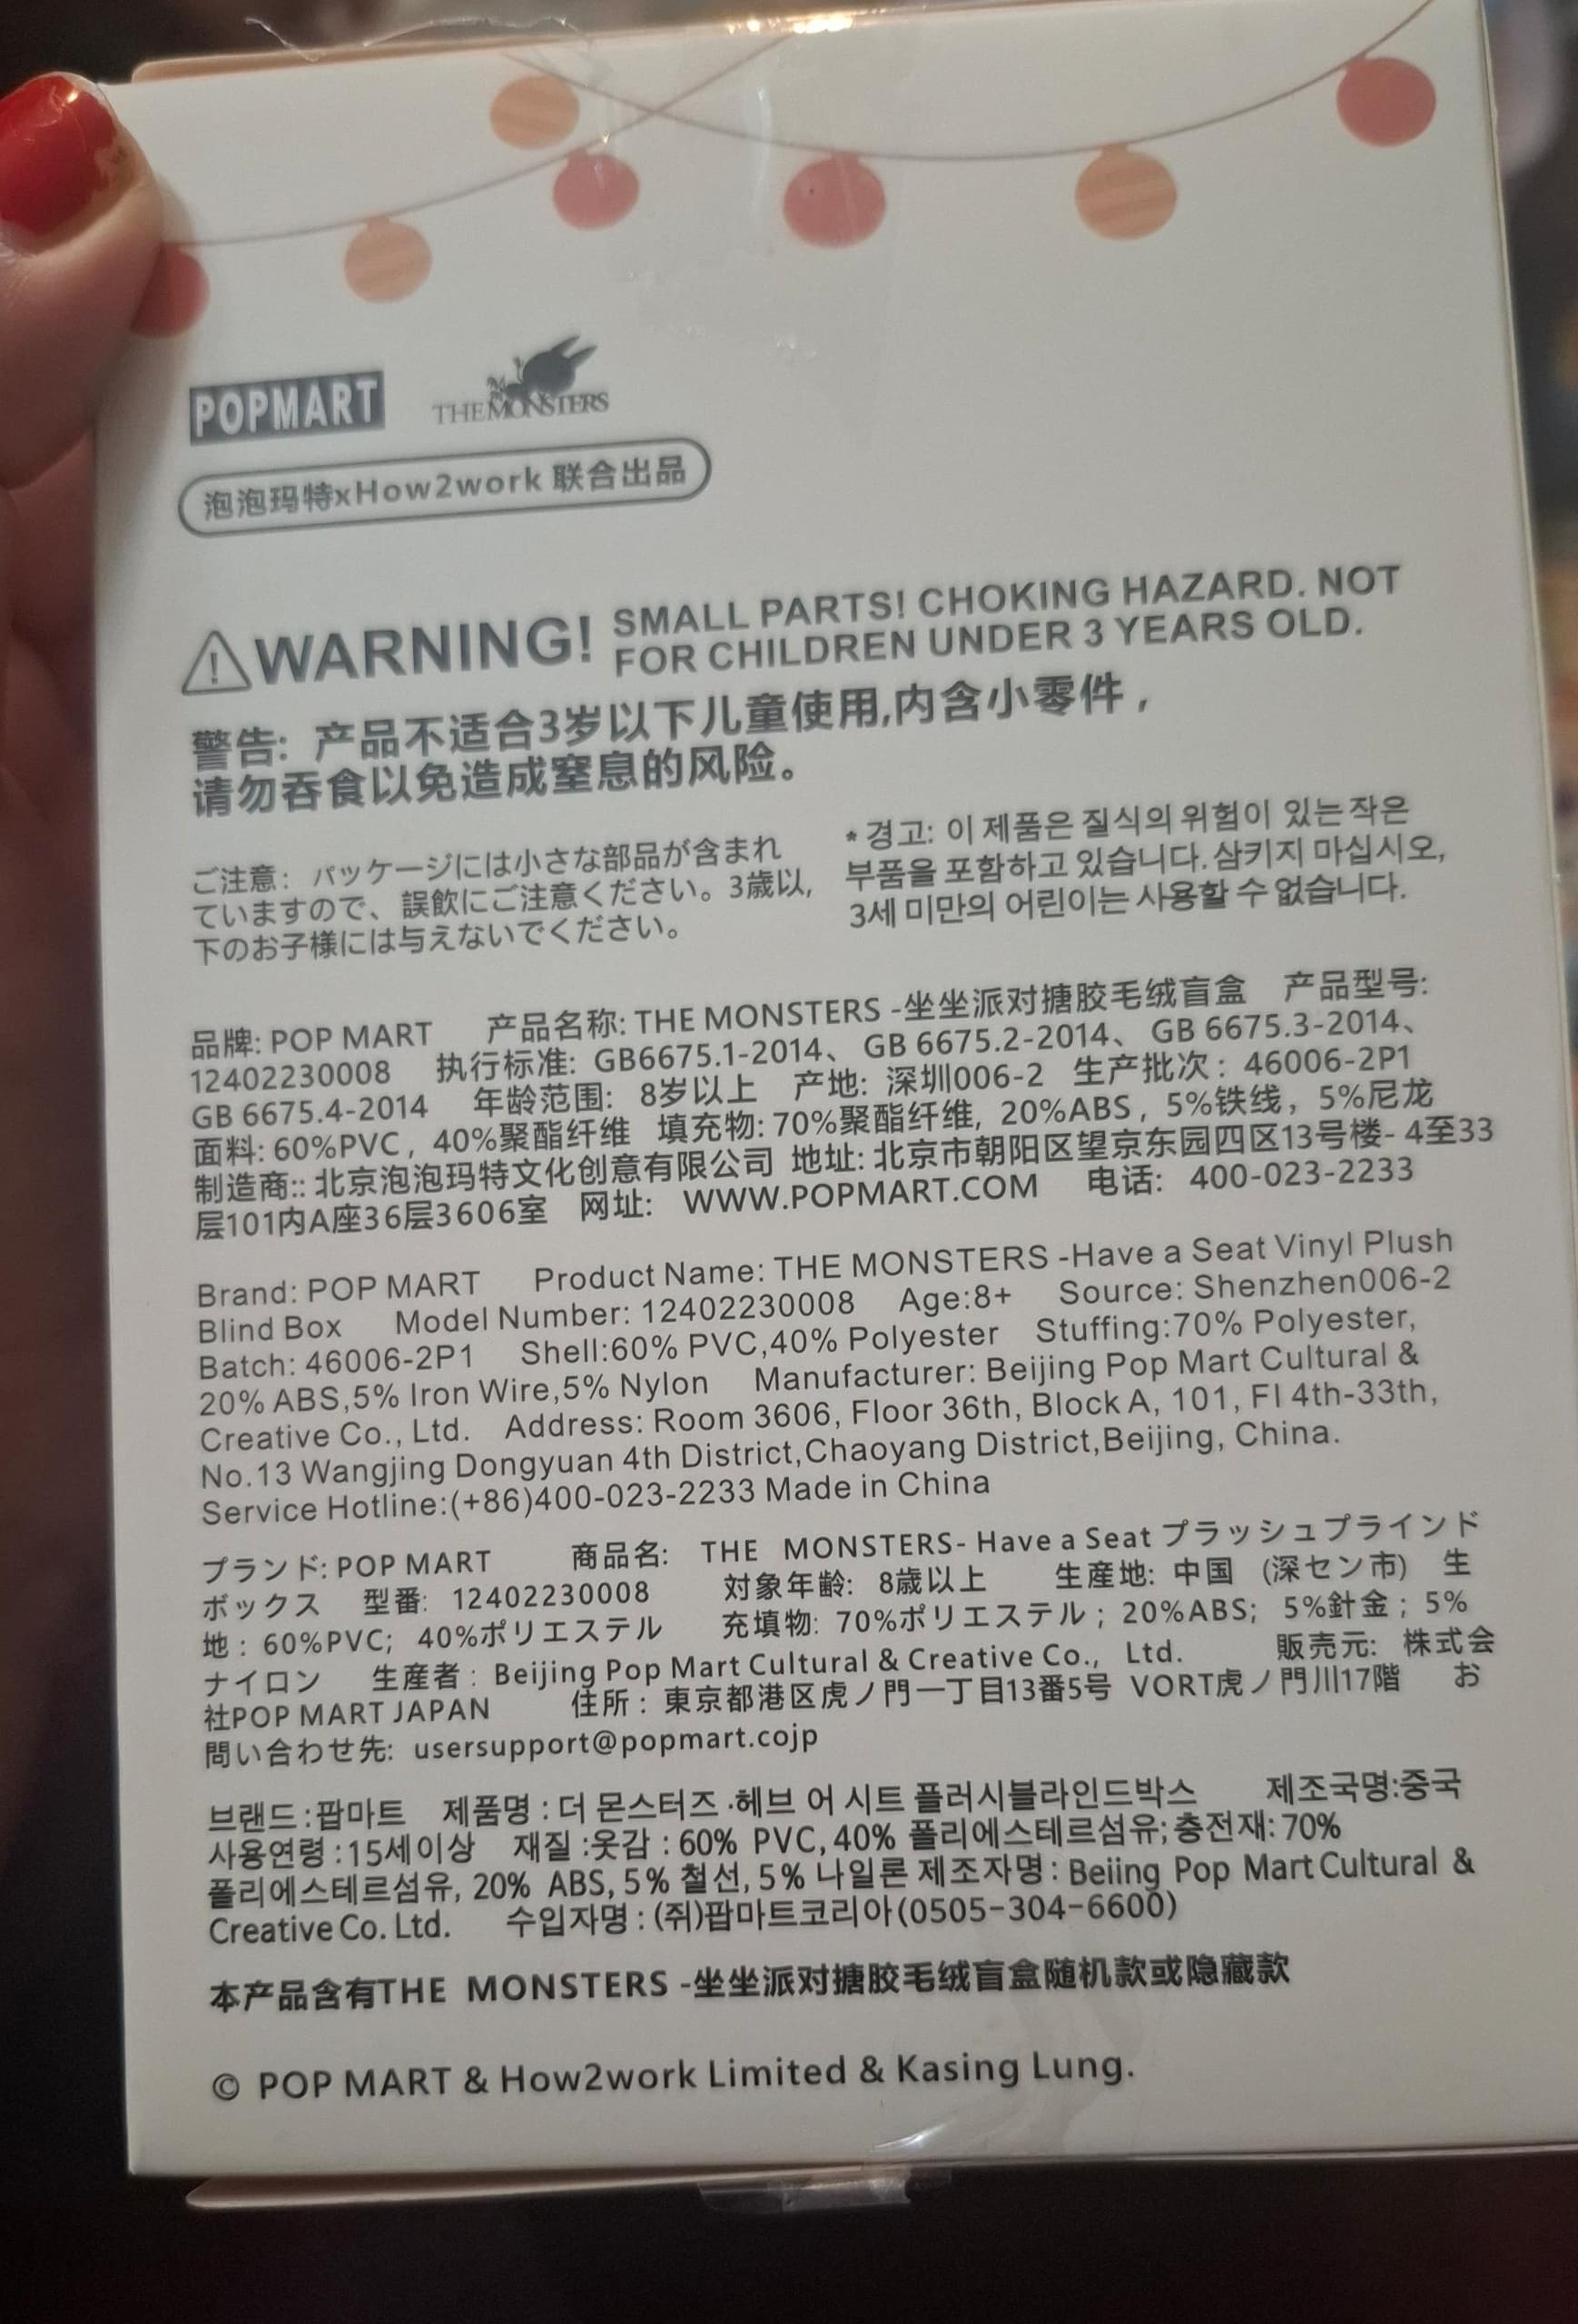 POPMART THE MONSTERS
泡泡玛特xHow2work 联合出品
WARNING! SMALL PARTS! CHOKING HAZARD. NOT
FOR CHILDREN UNDER 3 YEARS OLD.
警告: 产品不适合3岁以下儿童使用,内含小零件，
请勿吞食以免造成窒息的风险。
ご注意：パッケージには小さな部品が含まれ
ていますので、誤飲にご注意ください。3歳以,
下のお子様には与えないでください。
* 경고: 이 제품은 질식의 위험이 있는 작은
부품을 포함하고 있습니다. 삼키지 마십시오,
3세 미만의 어린이는 사용할 수 없습니다.
品牌: POP MART 产品名称: THE MONSTERS -坐坐派对搪胶毛绒盲盒 产品型号:
12402230008 执行标准: GB6675.1-2014、GB 6675.2-2014、GB 6675.3-2014、
GB 6675.4-2014 年龄范围: 8岁以上 产地: 深圳006-2 生产批次: 46006-2P1
面料: 60%PVC, 40%聚酯纤维 填充物: 70%聚酯纤维, 20%ABS, 5%铁线, 5%尼龙
制造商:: 北京泡泡玛特文化创意有限公司 地址: 北京市朝阳区望京东园四区13号楼- 4至33
层101内A座36层3606室 网址: WWW.POPMART.COM 电话: 400-023-2233
Brand: POP MART Product Name: THE MONSTERS -Have a Seat Vinyl Plush
Blind Box Model Number: 12402230008 Age:8+ Source: Shenzhen006-2
Batch: 46006-2P1 Shell:60% PVC,40% Polyester Stuffing:70% Polyester,
20% ABS,5% Iron Wire,5% Nylon Manufacturer: Beijing Pop Mart Cultural &
Creative Co., Ltd. Address: Room 3606, Floor 36th, Block A, 101, FI 4th-33th,
No.13 Wangjing Dongyuan 4th District,Chaoyang District,Beijing, China.
Service Hotline:(+86)400-023-2233 Made in China
ブランド: POP MART 商品名: THE MONSTERS- Have a Seat プラッシュブラインド
ボックス 型番: 12402230008 対象年齢: 8歳以上 生産地: 中国 (深セン市) 生
地: 60%PVC; 40%ポリエステル 充填物: 70%ポリエステル; 20%ABS; 5%針金; 5%
ナイロン 生産者: Beijing Pop Mart Cultural & Creative Co., Ltd. 販売元: 株式会
社POP MART JAPAN 住所: 東京都港区虎ノ門一丁目13番5号 VORT虎ノ門川17階 お
問い合わせ先: usersupport@popmart.cojp
브랜드:팝마트 제품명:더 몬스터즈·헤브 어 시트 플러시블라인드박스 제조국명:중국
사용연령:15세이상 재질:옷감: 60% PVC, 40% 폴리에스테르섬유; 충전재: 70%
폴리에스테르섬유, 20% ABS, 5% 철선, 5% 나일론 제조자명: Beiing Pop Mart Cultural &
Creative Co. Ltd. 수입자명: (쥐)팝마트코리아(0505-304-6600)
本产品含有THE MONSTERS -坐坐派对搪胶毛绒盲盒随机款或隐藏款
© POP MART & How2work Limited & Kasing Lung.